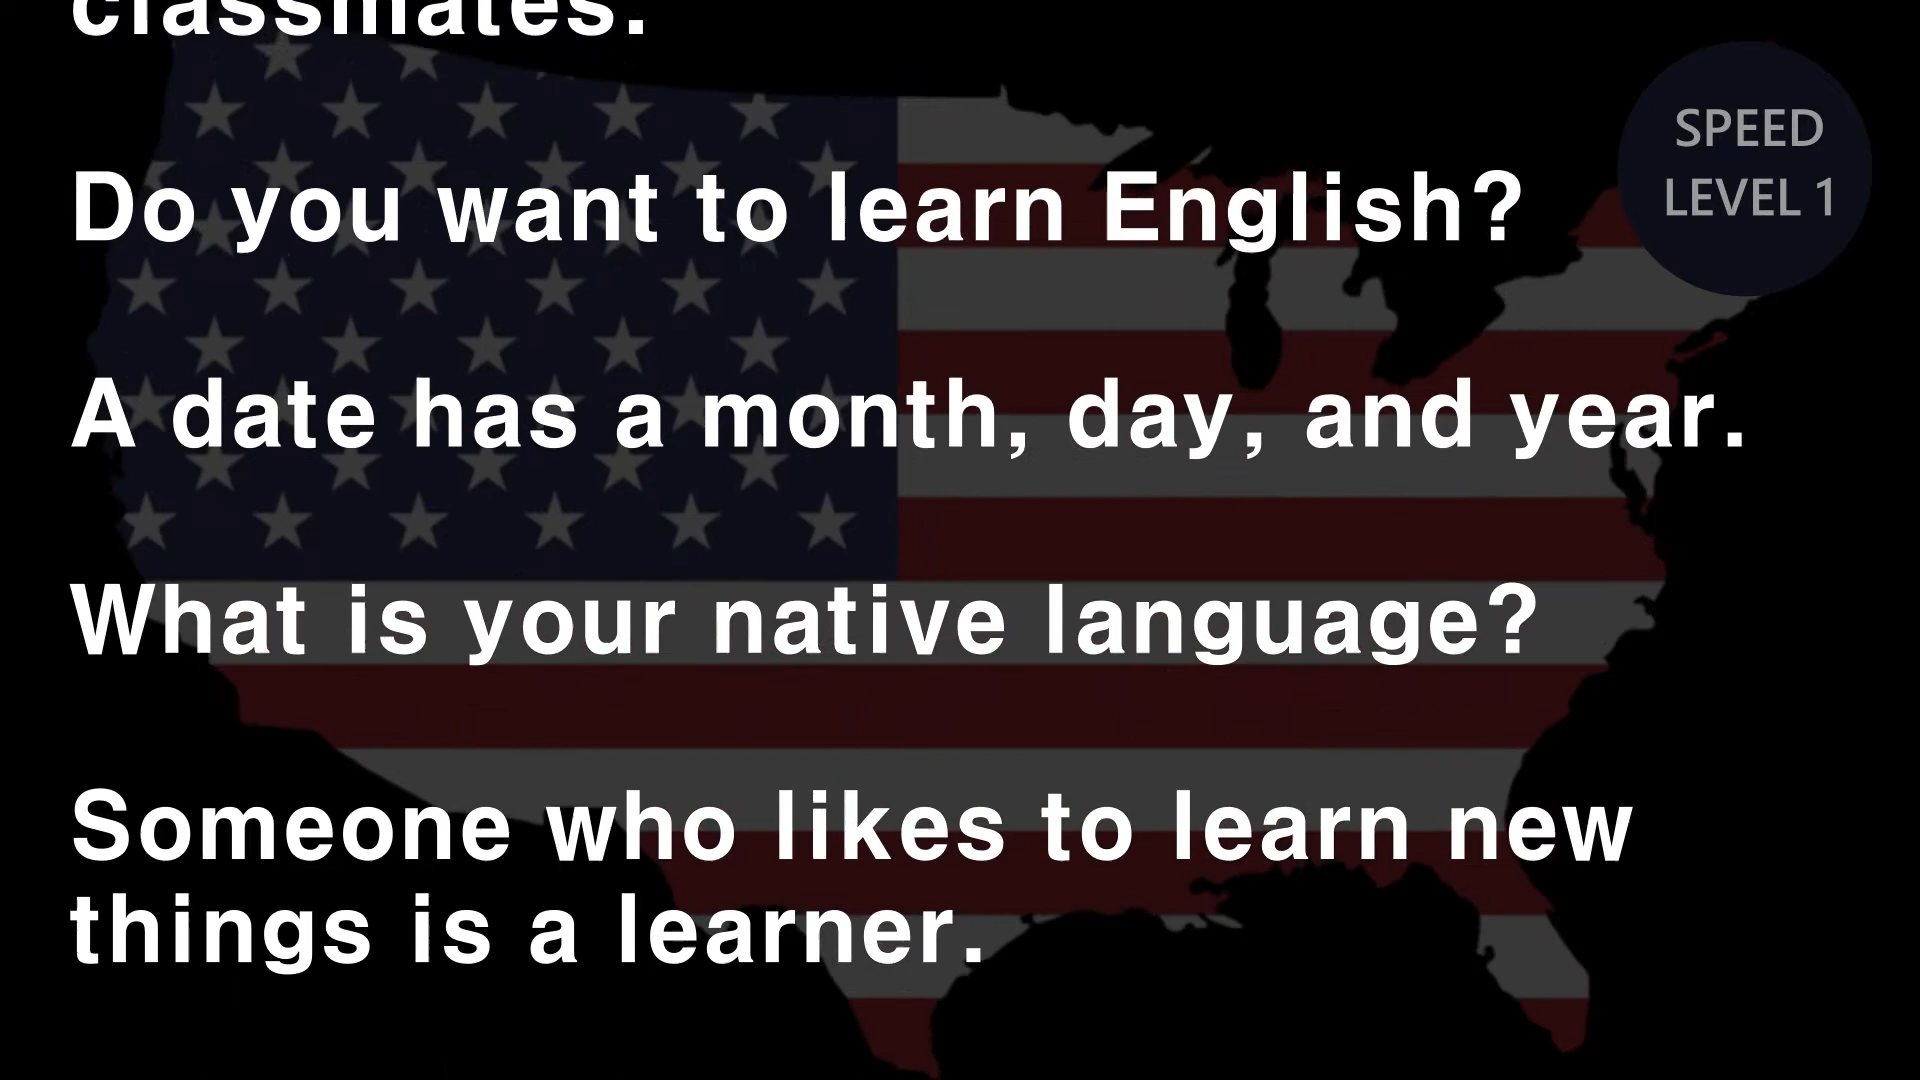 classmates.
SPEED
LEVEL 1
Do you want to learn English?
A date has a month, day, and year.
What is your native language?
Someone who likes to learn new
things is a learner.